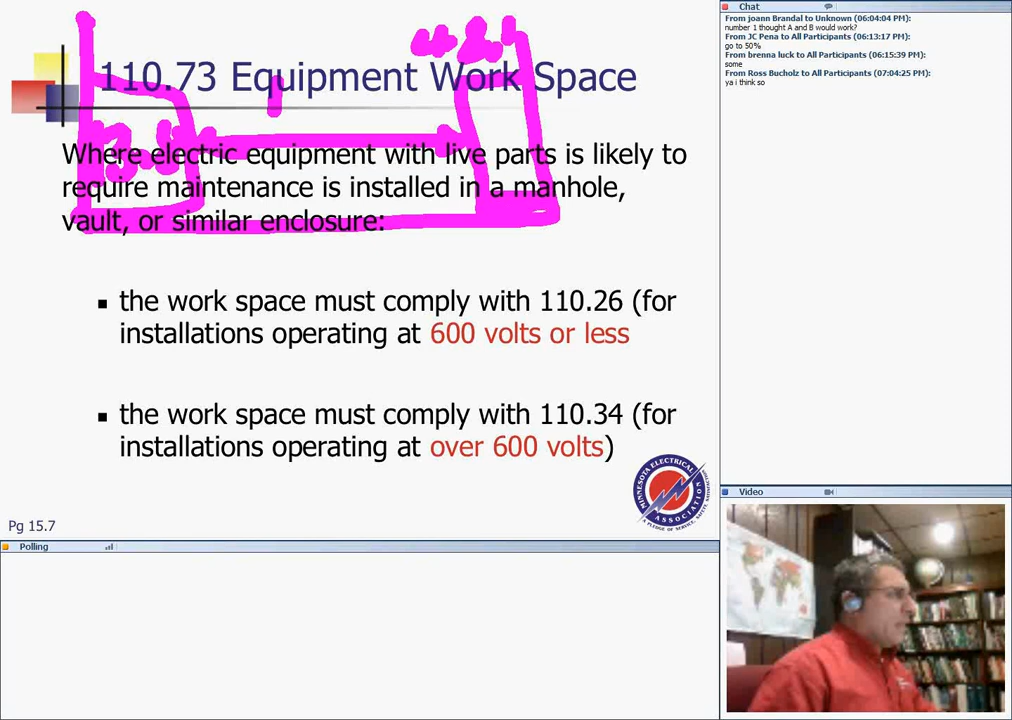 110.73 Equipment Work Space
Where electric equipment with live parts is likely to
require maintenance is installed in a manhole,
vault, or similar enclosure:
the work space must comply with 110.26 (for
installations operating at 600 volts or less
the work space must comply with 110.34 (for
installations operating at over 600 volts)
MINNESOTA ELECTRICAL
ASSOCIATION
Pg 15.7
Polling
Chat
From joann Brandal to Unknown (06:04:04 PM):
number 1 thought A and B would work?
From JC Pena to All Participants (06:13:17 PM):
go to 50%
From brenna luck to All Participants (06:15:39 PM):
some
From Ross Bucholz to All Participants (07:04:25 PM):
ya i think so
Video